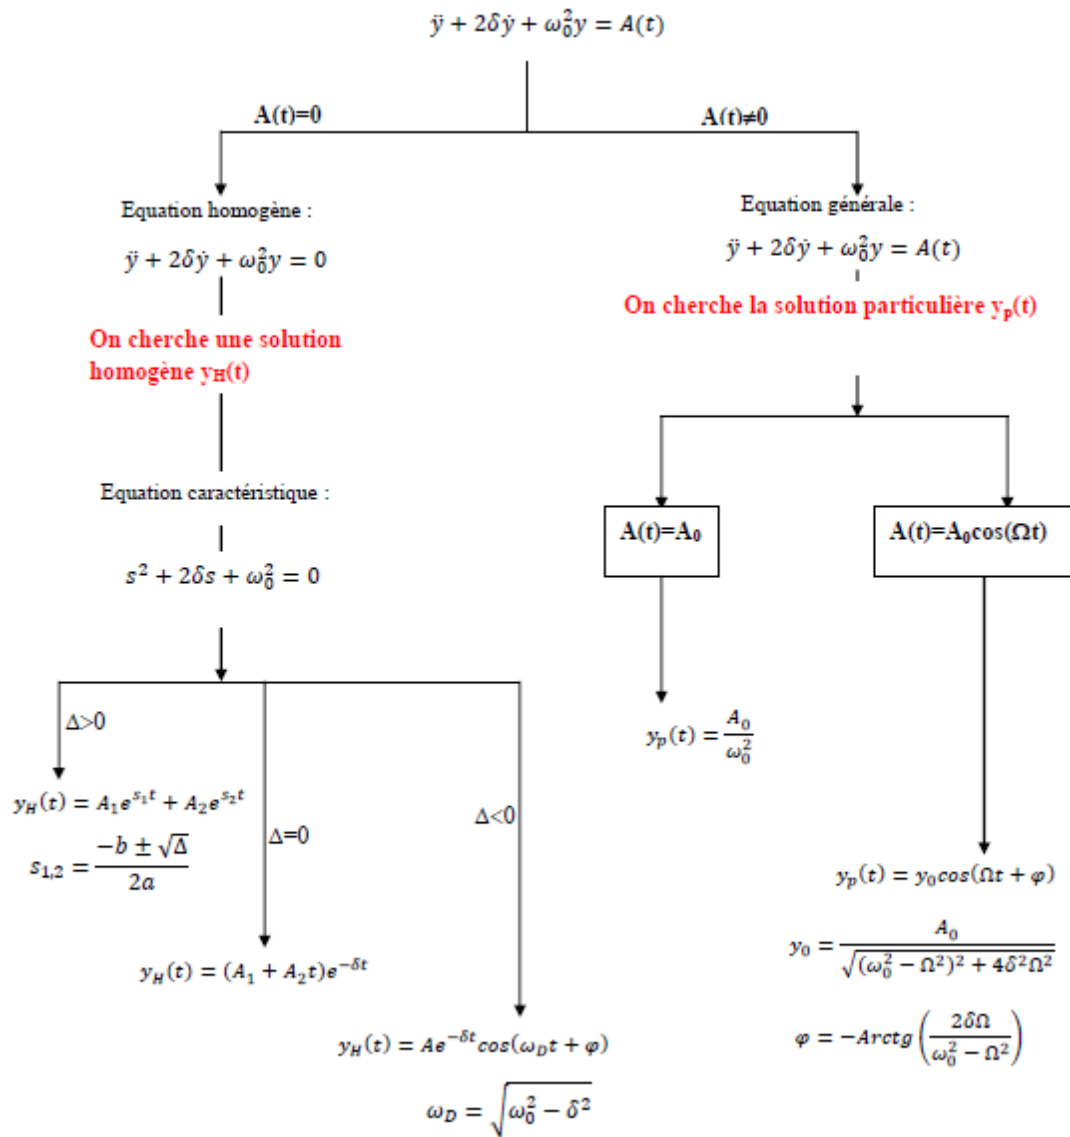 ÿ + 2δẏ + ω₀²y = A(t)
A(t)=0
A(t)≠0
Equation homogène :
ÿ + 2δẏ + ω₀²y = 0
On cherche une solution
homogène y_H(t)
Equation caractéristique :
s² + 2δs + ω₀² = 0
Δ>0
y_H(t) = A₁e^{s₁t} + A₂e^{s₂t}
s_{1,2} = (-b ± √Δ)/(2a)
Δ=0
y_H(t) = (A₁ + A₂t)e^{-δt}
Δ<0
y_H(t) = Ae^{-δt}cos(ω_D t + φ)
ω_D = √(ω₀² − δ²)
Equation générale :
ÿ + 2δẏ + ω₀²y = A(t)
On cherche la solution particulière y_p(t)
A(t)=A₀
y_p(t) = A₀/ω₀²
A(t)=A₀cos(Ωt)
y_p(t) = y₀cos(Ωt + φ)
y₀ = A₀/√((ω₀² − Ω²)² + 4δ²Ω²)
φ = −Arctg(2δΩ/(ω₀² − Ω²))